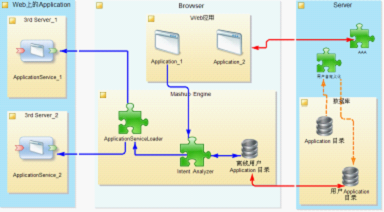 Web上的Application
3rd Server_1
ApplicationService_1
3rd Server_2
ApplicationService_2
Browser
Web应用
Application_1
Application_2
Mashup Engine
ApplicationServiceLoader
Intent Analyzer
离线用户
Application 目录
Server
AAA
数据库
Application 目录
用户 Application
目录